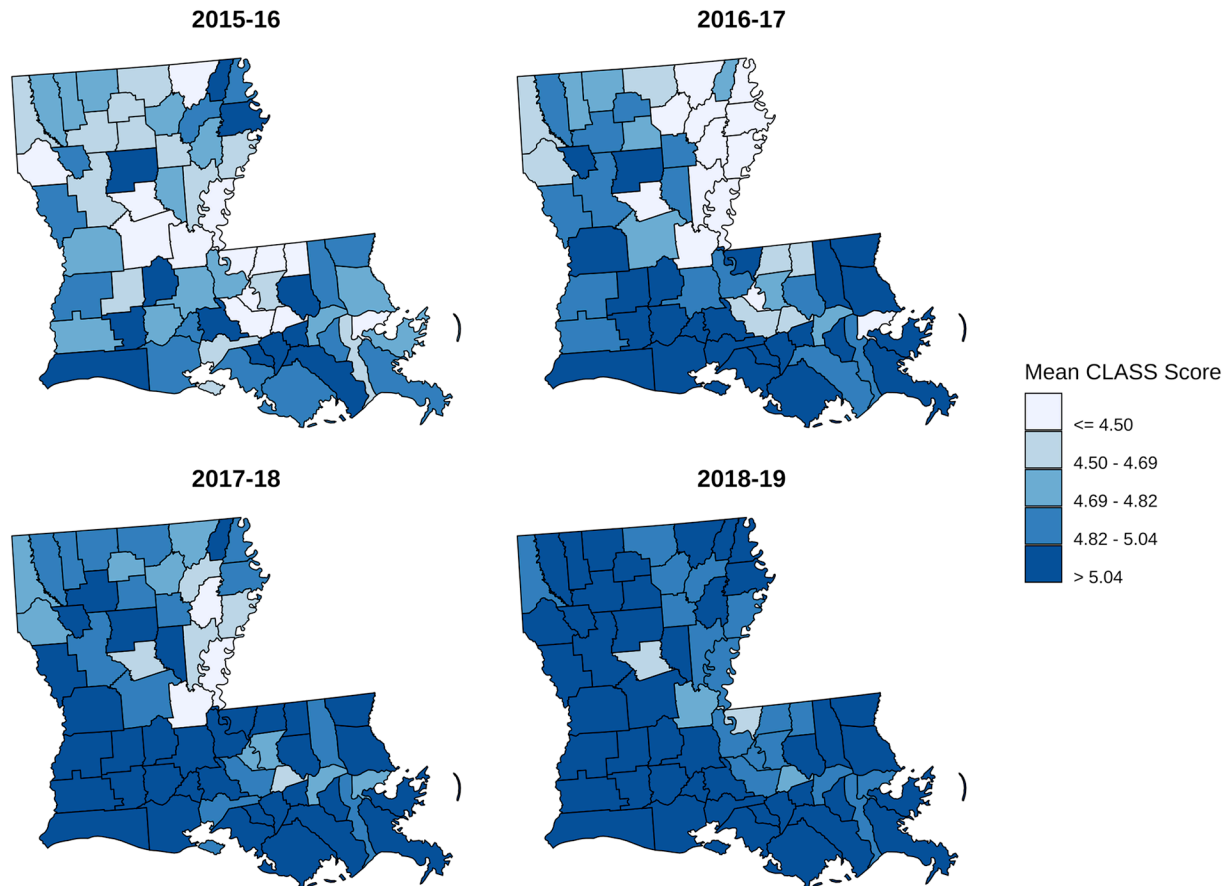 2015-16
2016-17
)
)
Mean CLASS Score
<= 4.50
4.50 - 4.69
4.69 - 4.82
4.82 - 5.04
> 5.04
2017-18
2018-19
)
)